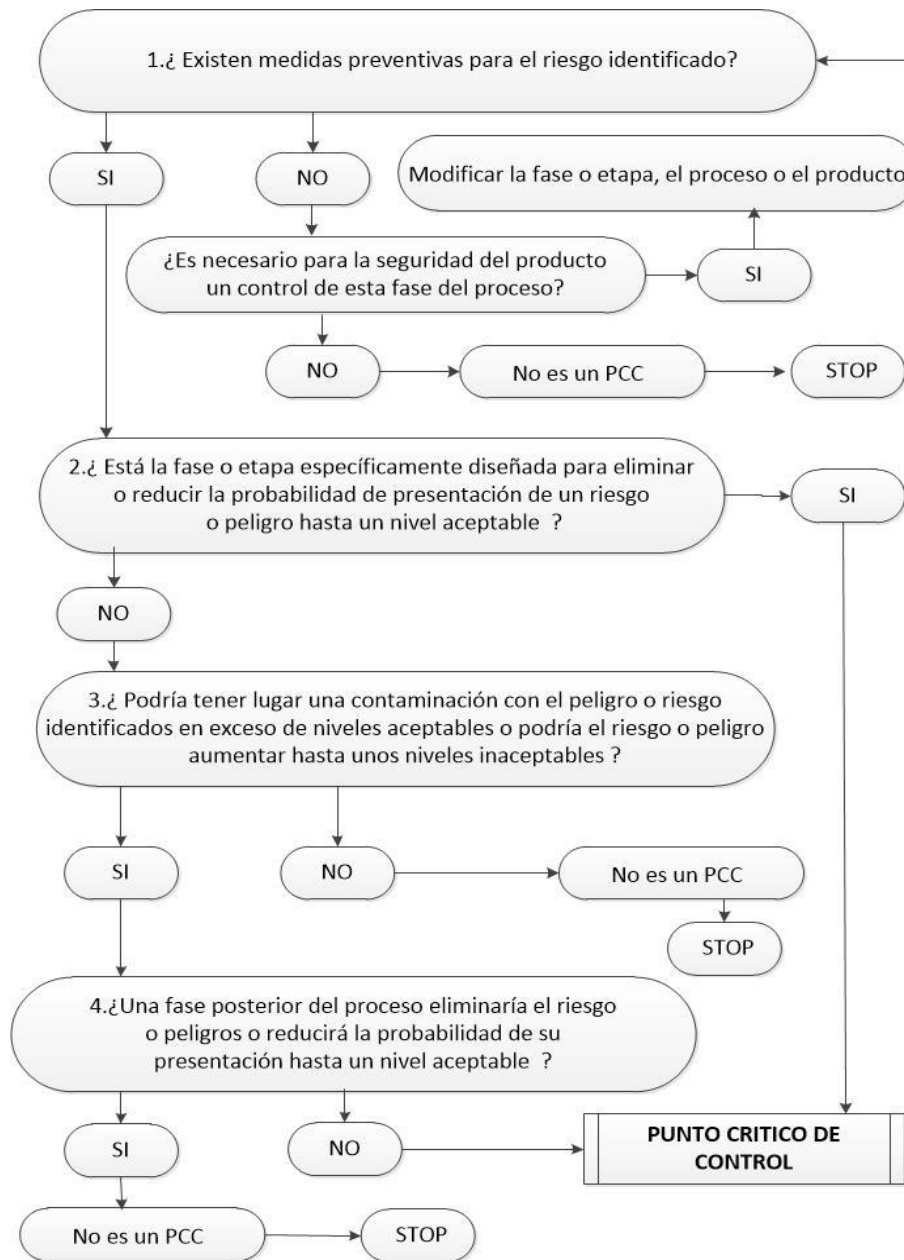 1.¿ Existen medidas preventivas para el riesgo identificado?
SI
NO
Modificar la fase o etapa, el proceso o el producto
¿Es necesario para la seguridad del producto
un control de esta fase del proceso?
SI
NO
No es un PCC
STOP
2.¿ Está la fase o etapa específicamente diseñada para eliminar
o reducir la probabilidad de presentación de un riesgo
o peligro hasta un nivel aceptable ?
SI
NO
3.¿ Podría tener lugar una contaminación con el peligro o riesgo
identificados en exceso de niveles aceptables o podría el riesgo o peligro
aumentar hasta unos niveles inaceptables ?
SI
NO
No es un PCC
STOP
4.¿Una fase posterior del proceso eliminaría el riesgo
o peligros o reducirá la probabilidad de su
presentación hasta un nivel aceptable ?
SI
NO
PUNTO CRITICO DE
CONTROL
No es un PCC
STOP